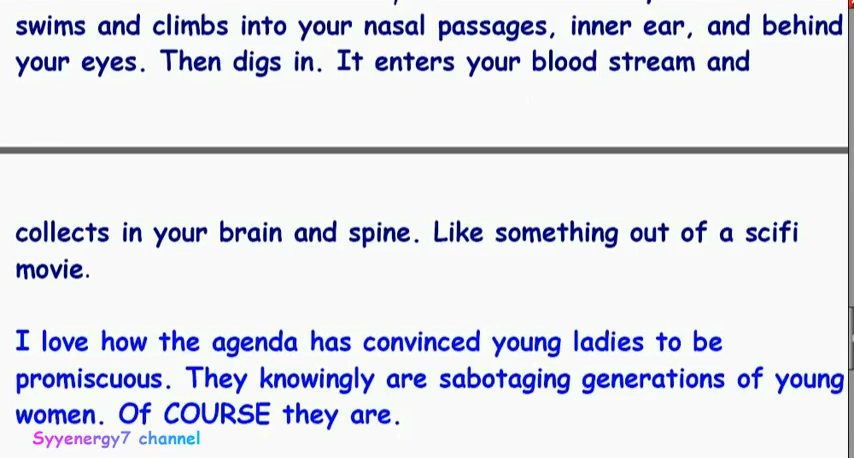 swims and climbs into your nasal passages, inner ear, and behind
your eyes. Then digs in. It enters your blood stream and
collects in your brain and spine. Like something out of a scifi
movie.
I love how the agenda has convinced young ladies to be
promiscuous. They knowingly are sabotaging generations of young
women. Of COURSE they are.
Syyenergy7 channel